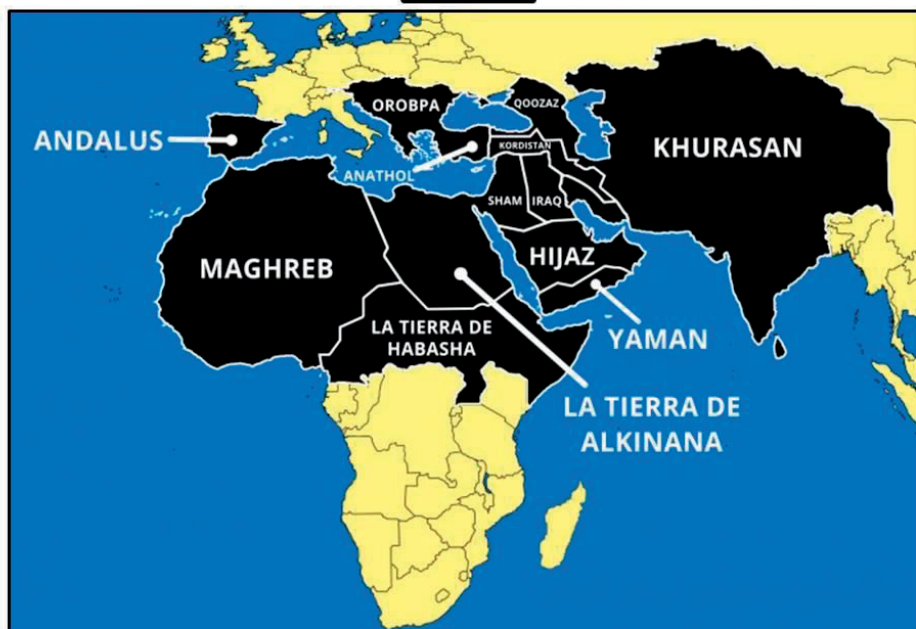 OROBPA
QOOZAZ
ANDALUS
KORDISTAN
KHURASAN
ANATHOL
SHAM
IRAQ
MAGHREB
HIJAZ
LA TIERRA DE
HABASHA
YAMAN
LA TIERRA DE
ALKINANA